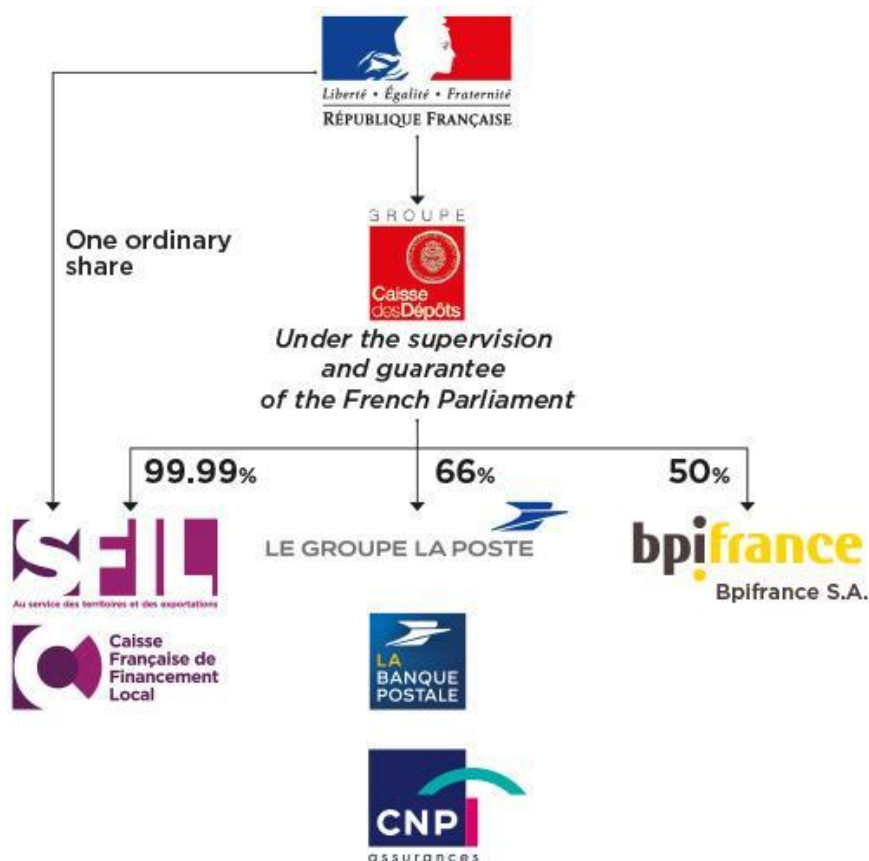 Liberté • Égalité • Fraternité
RÉPUBLIQUE FRANÇAISE
One ordinary
share
GROUPE
Caisse
des Dépôts
Under the supervision
and guarantee
of the French Parliament
99.99%
66%
50%
SFIL
Au service des territoires et des exportations
LE GROUPE LA POSTE
bpifrance
Bpifrance S.A.
Caisse
Française de
Financement
Local
LA
BANQUE
POSTALE
CNP
assurances